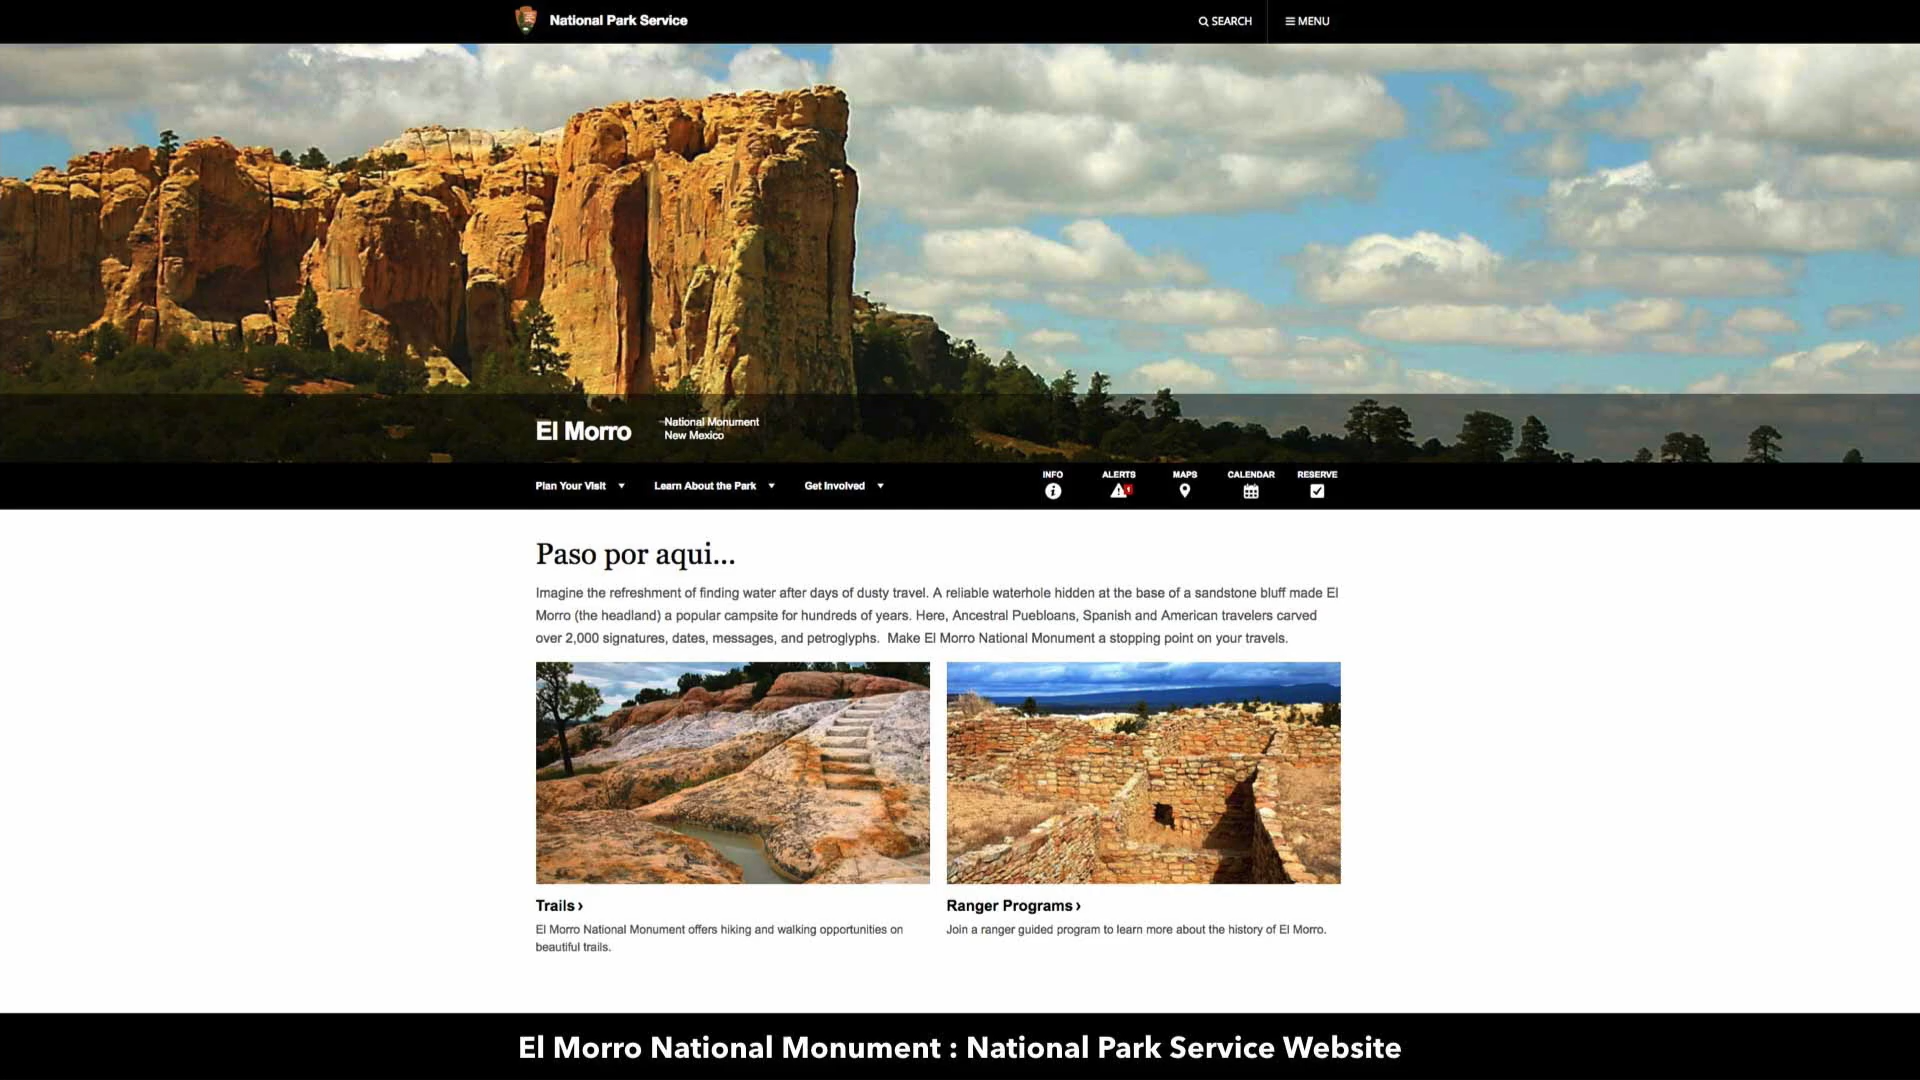 National Park Service
SEARCH
MENU
El Morro
National Monument
New Mexico
Plan Your Visit
Learn About the Park
Get Involved
INFO
ALERTS
1
MAPS
CALENDAR
RESERVE
Paso por aqui...
Imagine the refreshment of finding water after days of dusty travel. A reliable waterhole hidden at the base of a sandstone bluff made El
Morro (the headland) a popular campsite for hundreds of years. Here, Ancestral Puebloans, Spanish and American travelers carved
over 2,000 signatures, dates, messages, and petroglyphs.  Make El Morro National Monument a stopping point on your travels.
Trails ›
El Morro National Monument offers hiking and walking opportunities on
beautiful trails.
Ranger Programs ›
Join a ranger guided program to learn more about the history of El Morro.
El Morro National Monument : National Park Service Website